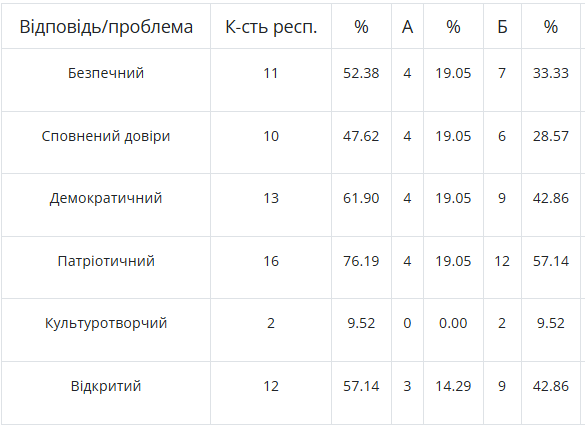 Відповідь/проблема К-сть респ. % А % Б %
Безпечний 11 52.38 4 19.05 7 33.33
Сповнений довіри 10 47.62 4 19.05 6 28.57
Демократичний 13 61.90 4 19.05 9 42.86
Патріотичний 16 76.19 4 19.05 12 57.14
Культуротворчий 2 9.52 0 0.00 2 9.52
Відкритий 12 57.14 3 14.29 9 42.86